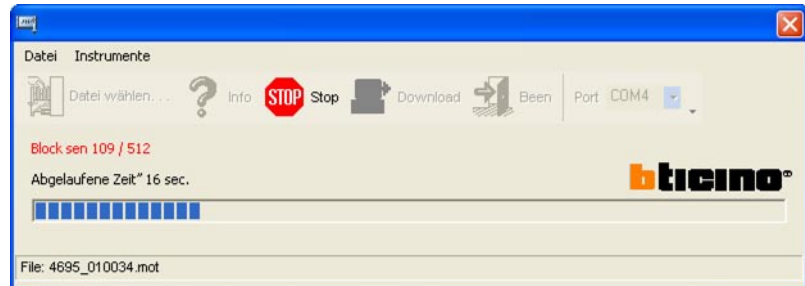 Datei Instrumente
Datei wählen... Info STOP Stop Download Been Port COM4
Block sen 109 / 512
Abgelaufene Zeit" 16 sec.
bticino®
File: 4695_010034.mot